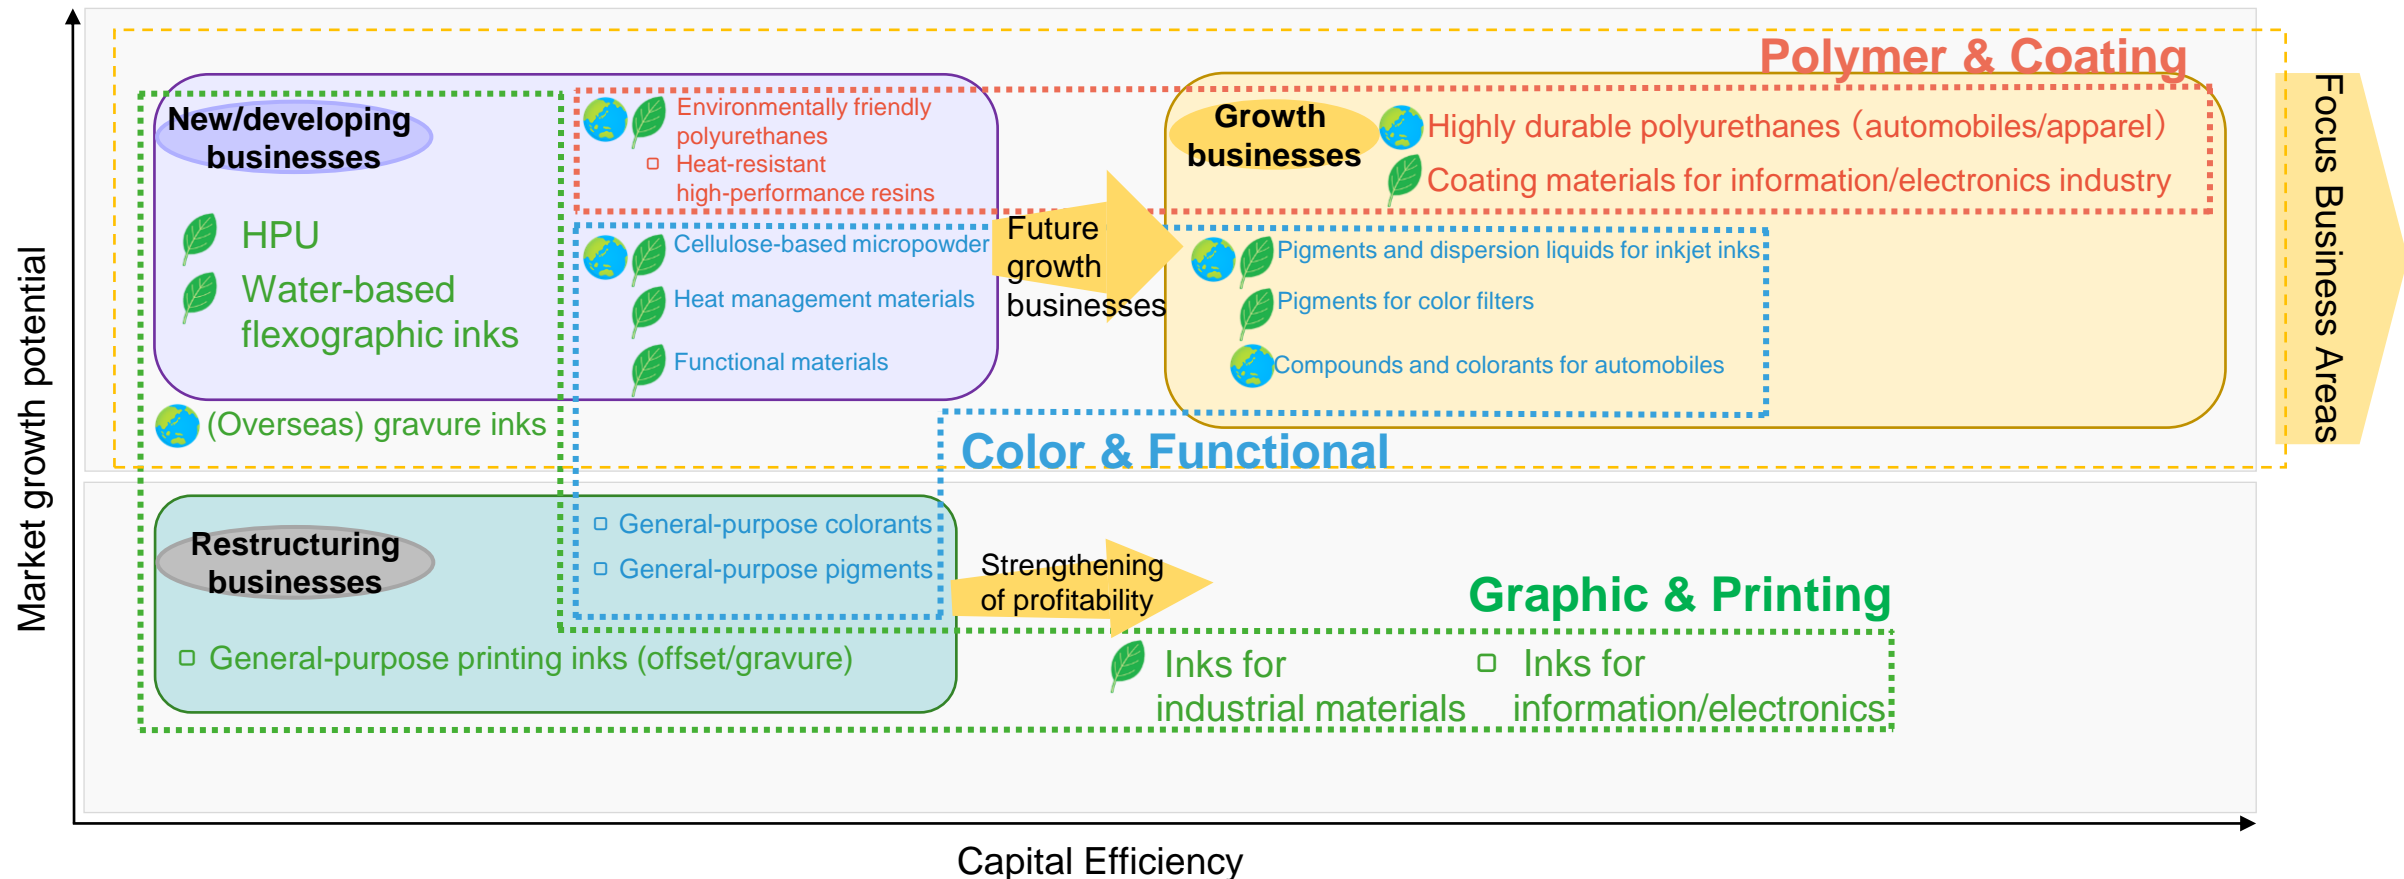 Polymer & Coating
New/developing
businesses
Environmentally friendly
polyurethanes
Heat-resistant
high-performance resins
Growth
businesses
Highly durable polyurethanes（automobiles/apparel）
Coating materials for information/electronics industry
HPU
Water-based
flexographic inks
Cellulose-based micropowder
Heat management materials
Functional materials
Future
growth
businesses
Pigments and dispersion liquids for inkjet inks
Pigments for color filters
Compounds and colorants for automobiles
(Overseas) gravure inks
Color & Functional
Focus Business Areas
Market growth potential
Restructuring
businesses
General-purpose colorants
General-purpose pigments
Strengthening
of profitability
Graphic & Printing
General-purpose printing inks (offset/gravure)
Inks for
industrial materials
Inks for
information/electronics
Capital Efficiency